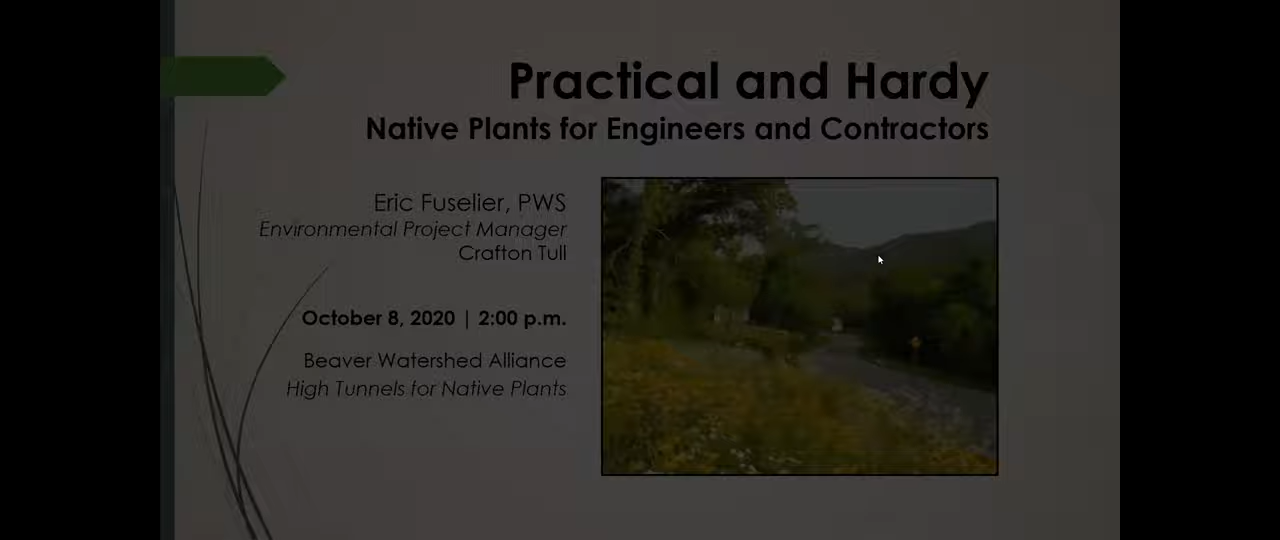 Practical and Hardy
Native Plants for Engineers and Contractors
Eric Fuselier, PWS
Environmental Project Manager
Crafton Tull
October 8, 2020 | 2:00 p.m.
Beaver Watershed Alliance
High Tunnels for Native Plants